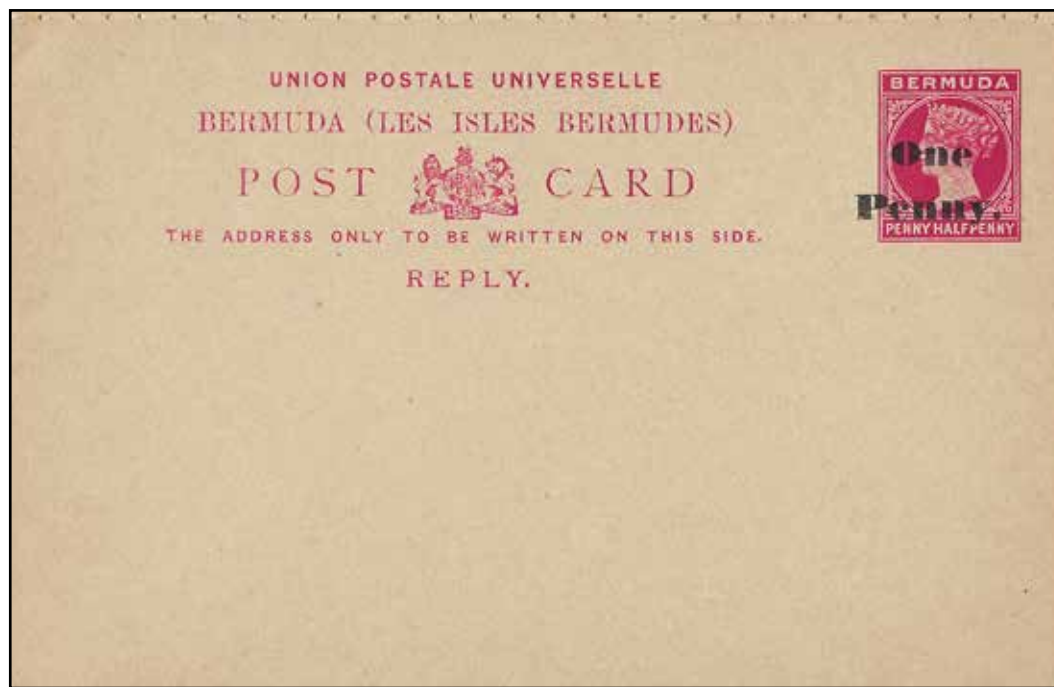 UNION POSTALE UNIVERSELLE
BERMUDA (LES ISLES BERMUDES)
POST CARD
THE ADDRESS ONLY TO BE WRITTEN ON THIS SIDE.
REPLY.
BERMUDA
One
Penny.
PENNY HALFPENNY